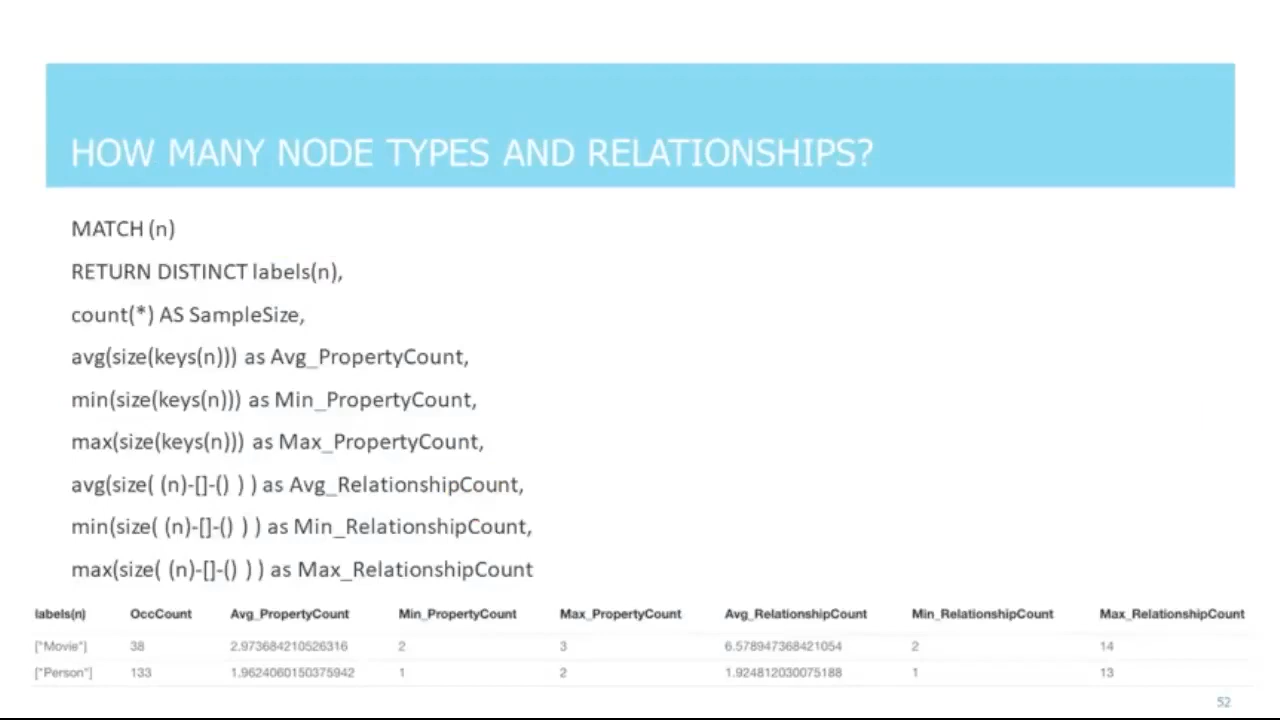 HOW MANY NODE TYPES AND RELATIONSHIPS?
MATCH (n)
RETURN DISTINCT labels(n),
count(*) AS SampleSize,
avg(size(keys(n))) as Avg_PropertyCount,
min(size(keys(n))) as Min_PropertyCount,
max(size(keys(n))) as Max_PropertyCount,
avg(size( (n)-[]-() ) ) as Avg_RelationshipCount,
min(size( (n)-[]-() ) ) as Min_RelationshipCount,
max(size( (n)-[]-() ) ) as Max_RelationshipCount
labels(n) OccCount Avg_PropertyCount Min_PropertyCount Max_PropertyCount Avg_RelationshipCount Min_RelationshipCount Max_RelationshipCount
["Movie"] 38 2.973684210526316 2 3 6.578947368421054 2 14
["Person"] 133 1.9624060150375942 1 2 1.924812030075188 1 13
52